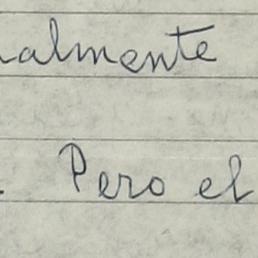 almente
. Pero el